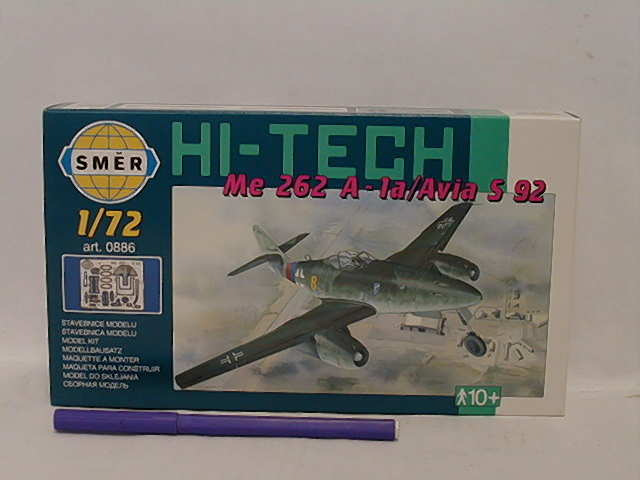 SMĚR
HI-TECH
Me 262 A-1a/Avia S 92
1/72
art. 0886
STAVEBNICE MODELU
STAVEBNICA MODELU
MODEL KIT
MODELLBAUSATZ
MAQUETTE A MONTER
MAQUETA PARA CONSTRUIR
MODEL DO SKLEJANIA
СБОРНАЯ МОДЕЛЬ
8
10+